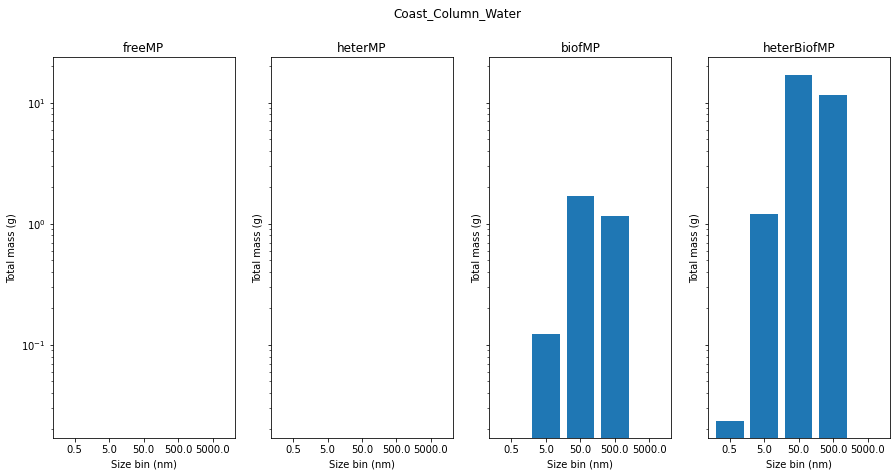 Coast_Column_Water
freeMP
heterMP
biofMP
heterBiofMP
Total mass (g)
10¹
10⁰
10⁻¹
0.5 5.0 50.0 500.0 5000.0
Size bin (nm)
Total mass (g)
0.5 5.0 50.0 500.0 5000.0
Size bin (nm)
Total mass (g)
0.5 5.0 50.0 500.0 5000.0
Size bin (nm)
Total mass (g)
0.5 5.0 50.0 500.0 5000.0
Size bin (nm)